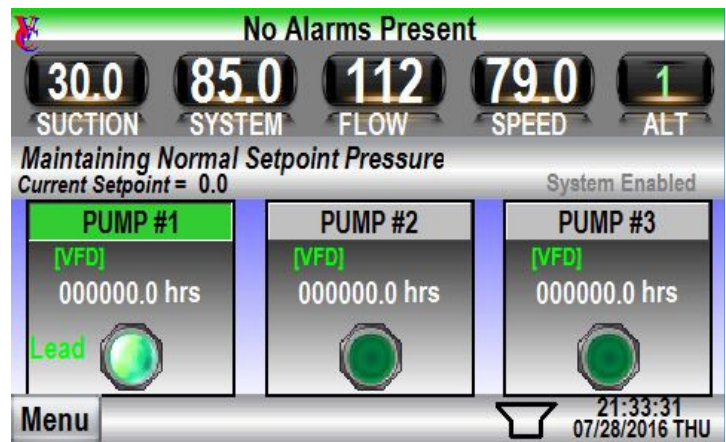 No Alarms Present
30.0 85.0 112 79.0 1
SUCTION SYSTEM FLOW SPEED ALT
Maintaining Normal Setpoint Pressure
Current Setpoint = 0.0 System Enabled
PUMP #1 PUMP #2 PUMP #3
[VFD] [VFD] [VFD]
000000.0 hrs 000000.0 hrs 000000.0 hrs
Lead
Menu
21:33:31
07/28/2016 THU